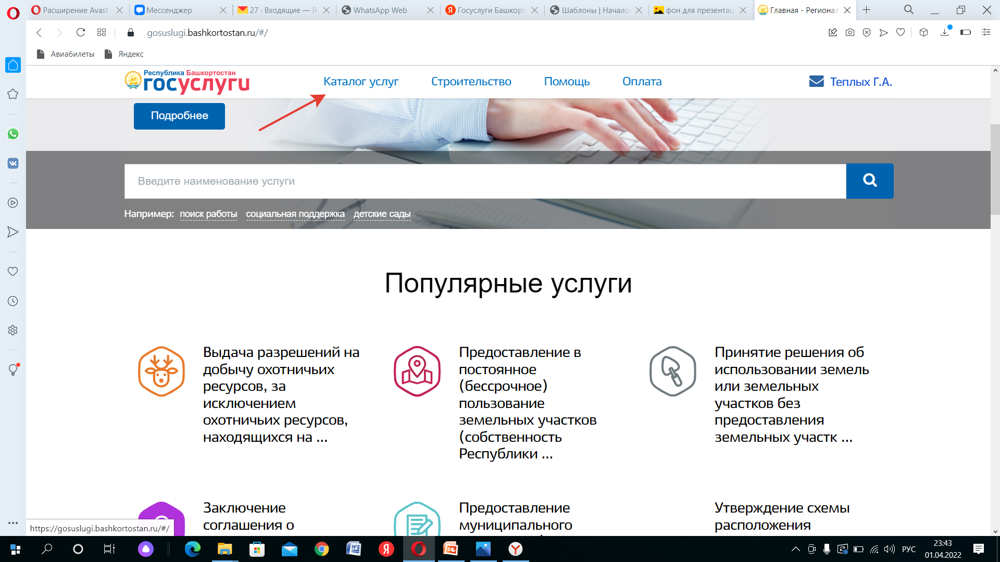 Расширение Avast
Мессенджер
27 · Входящие — Я
WhatsApp Web
Госуслуги Башкорт
Шаблоны | Начало
фон для презентац
Главная - Регионал
gosuslugi.bashkortostan.ru/#/
Авиабилеты
Яндекс
Республика Башкортостан
госуслуги
Каталог услуг
Строительство
Помощь
Оплата
Теплых Г.А.
Подробнее
Введите наименование услуги
Например: поиск работы социальная поддержка детские сады
Популярные услуги
Выдача разрешений на
добычу охотничьих
ресурсов, за
исключением
охотничьих ресурсов,
находящихся на ...
Предоставление в
постоянное
(бессрочное)
пользование
земельных участков
(собственность
Республики ...
Принятие решения об
использовании земель
или земельных
участков без
предоставления
земельных участк ...
Заключение
соглашения о
Предоставление
муниципального
Утверждение схемы
расположения
https://gosuslugi.bashkortostan.ru/#/
РУС
23:43
01.04.2022